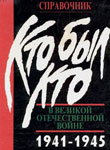 СПРАВОЧНИК
Кто был
кто
В ВЕЛИКОЙ
ОТЕЧЕСТВЕННОЙ
ВОЙНЕ
1941-1945